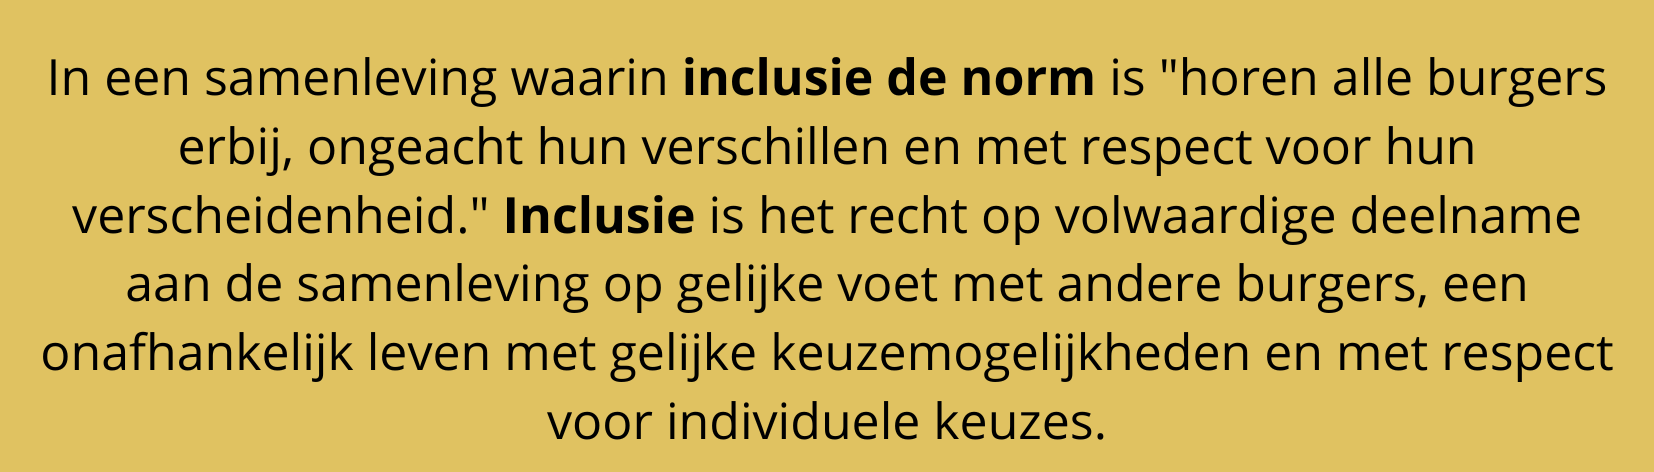 In een samenleving waarin inclusie de norm is "horen alle burgers
erbij, ongeacht hun verschillen en met respect voor hun
verscheidenheid." Inclusie is het recht op volwaardige deelname
aan de samenleving op gelijke voet met andere burgers, een
onafhankelijk leven met gelijke keuzemogelijkheden en met respect
voor individuele keuzes.